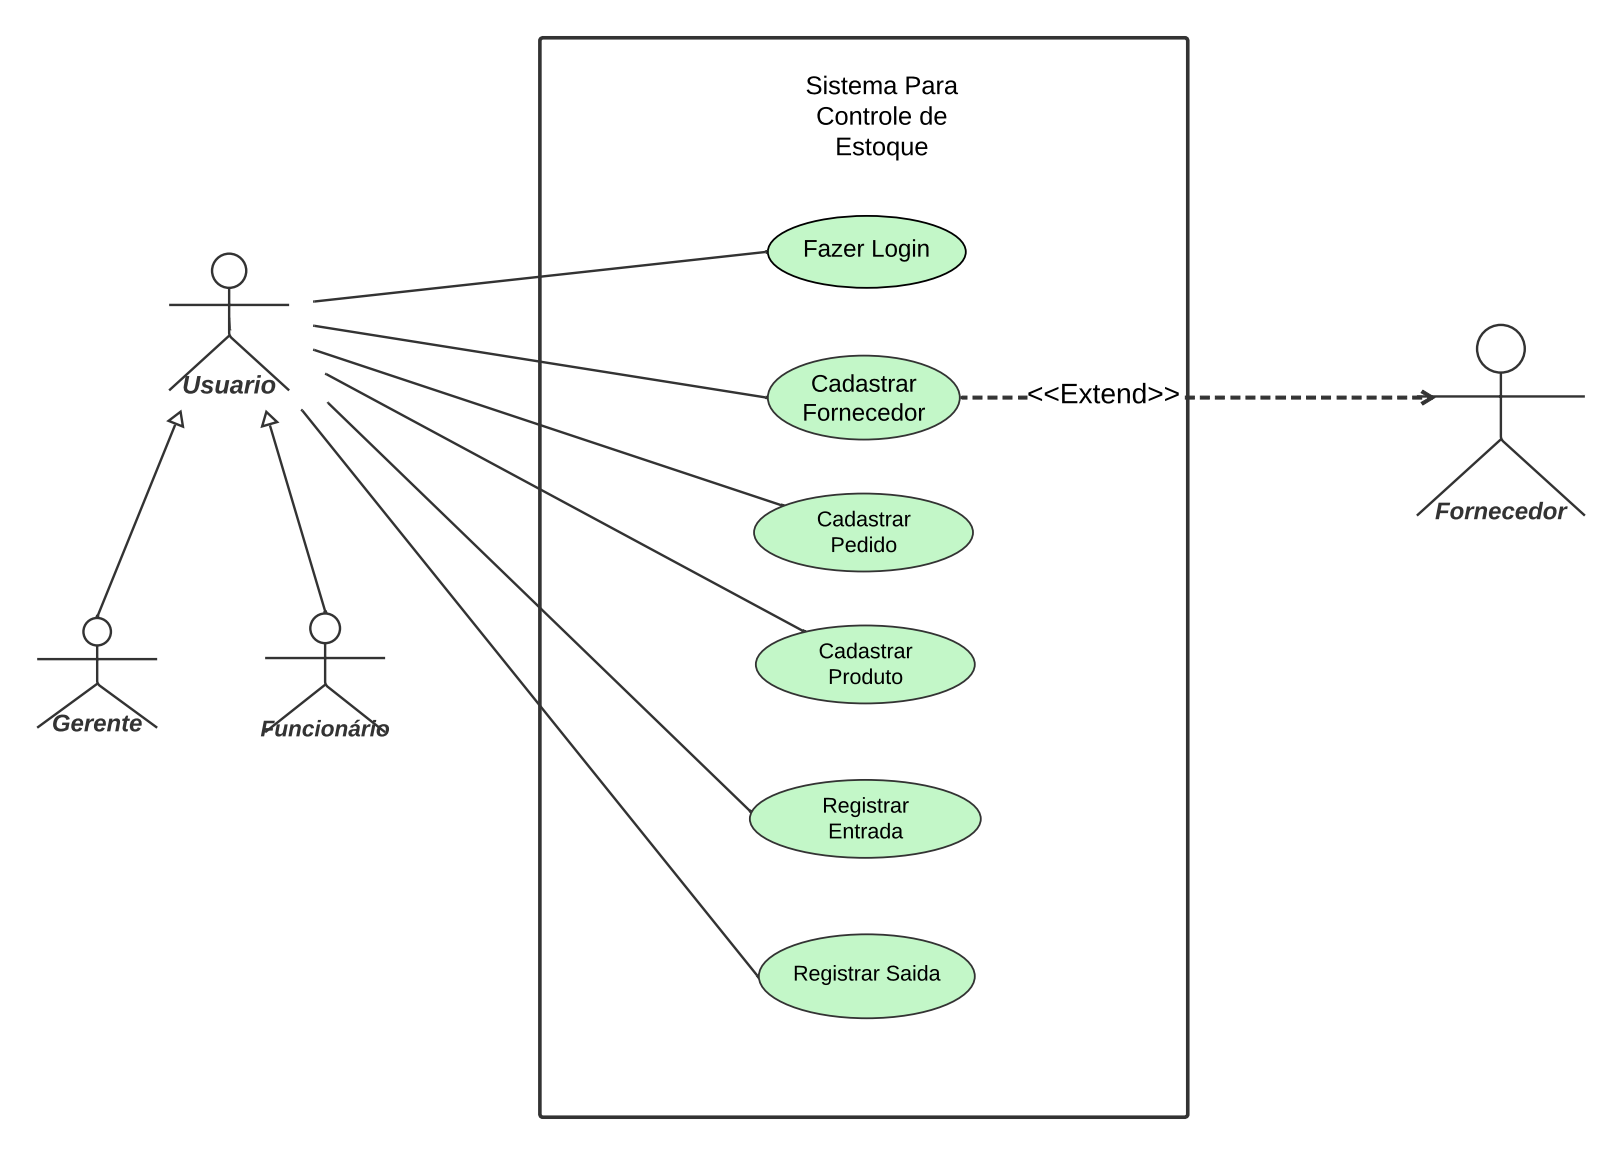 Sistema Para
Controle de
Estoque
Fazer Login
Usuario
Cadastrar
Fornecedor
<<Extend>>
Fornecedor
Cadastrar
Pedido
Cadastrar
Produto
Gerente
Funcionário
Registrar
Entrada
Registrar Saida